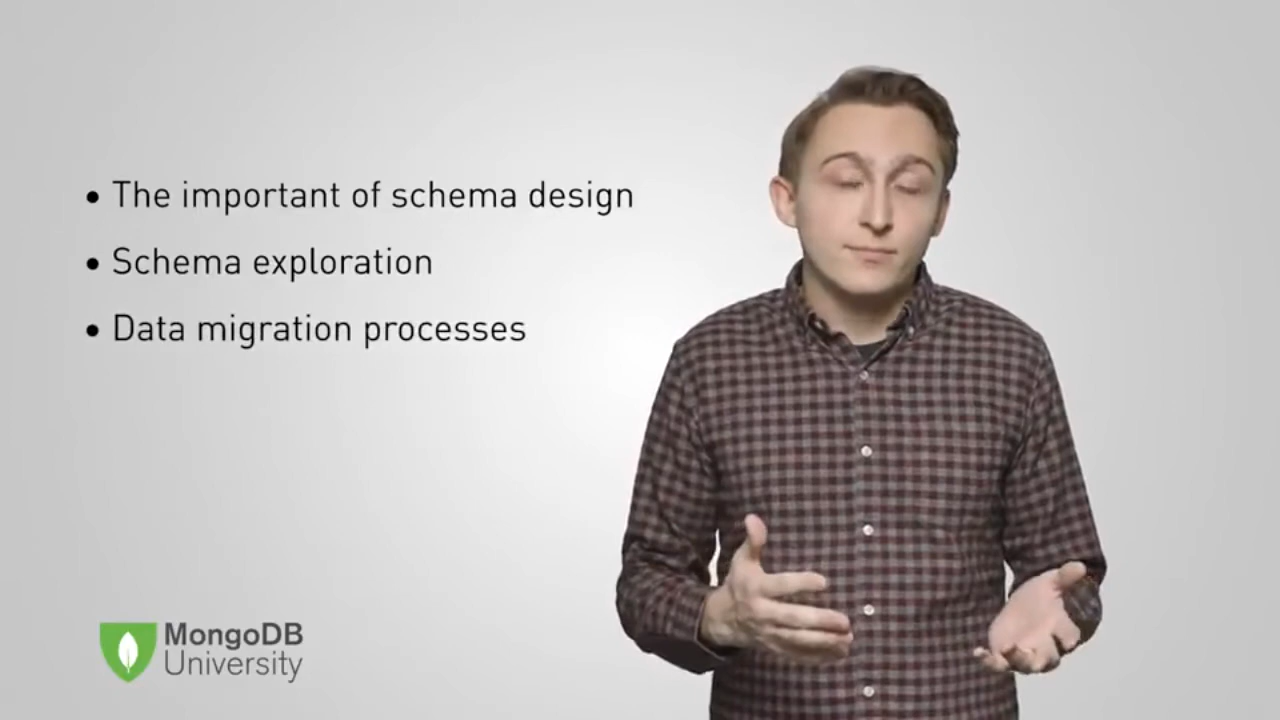 • The important of schema design
• Schema exploration
• Data migration processes
MongoDB
University